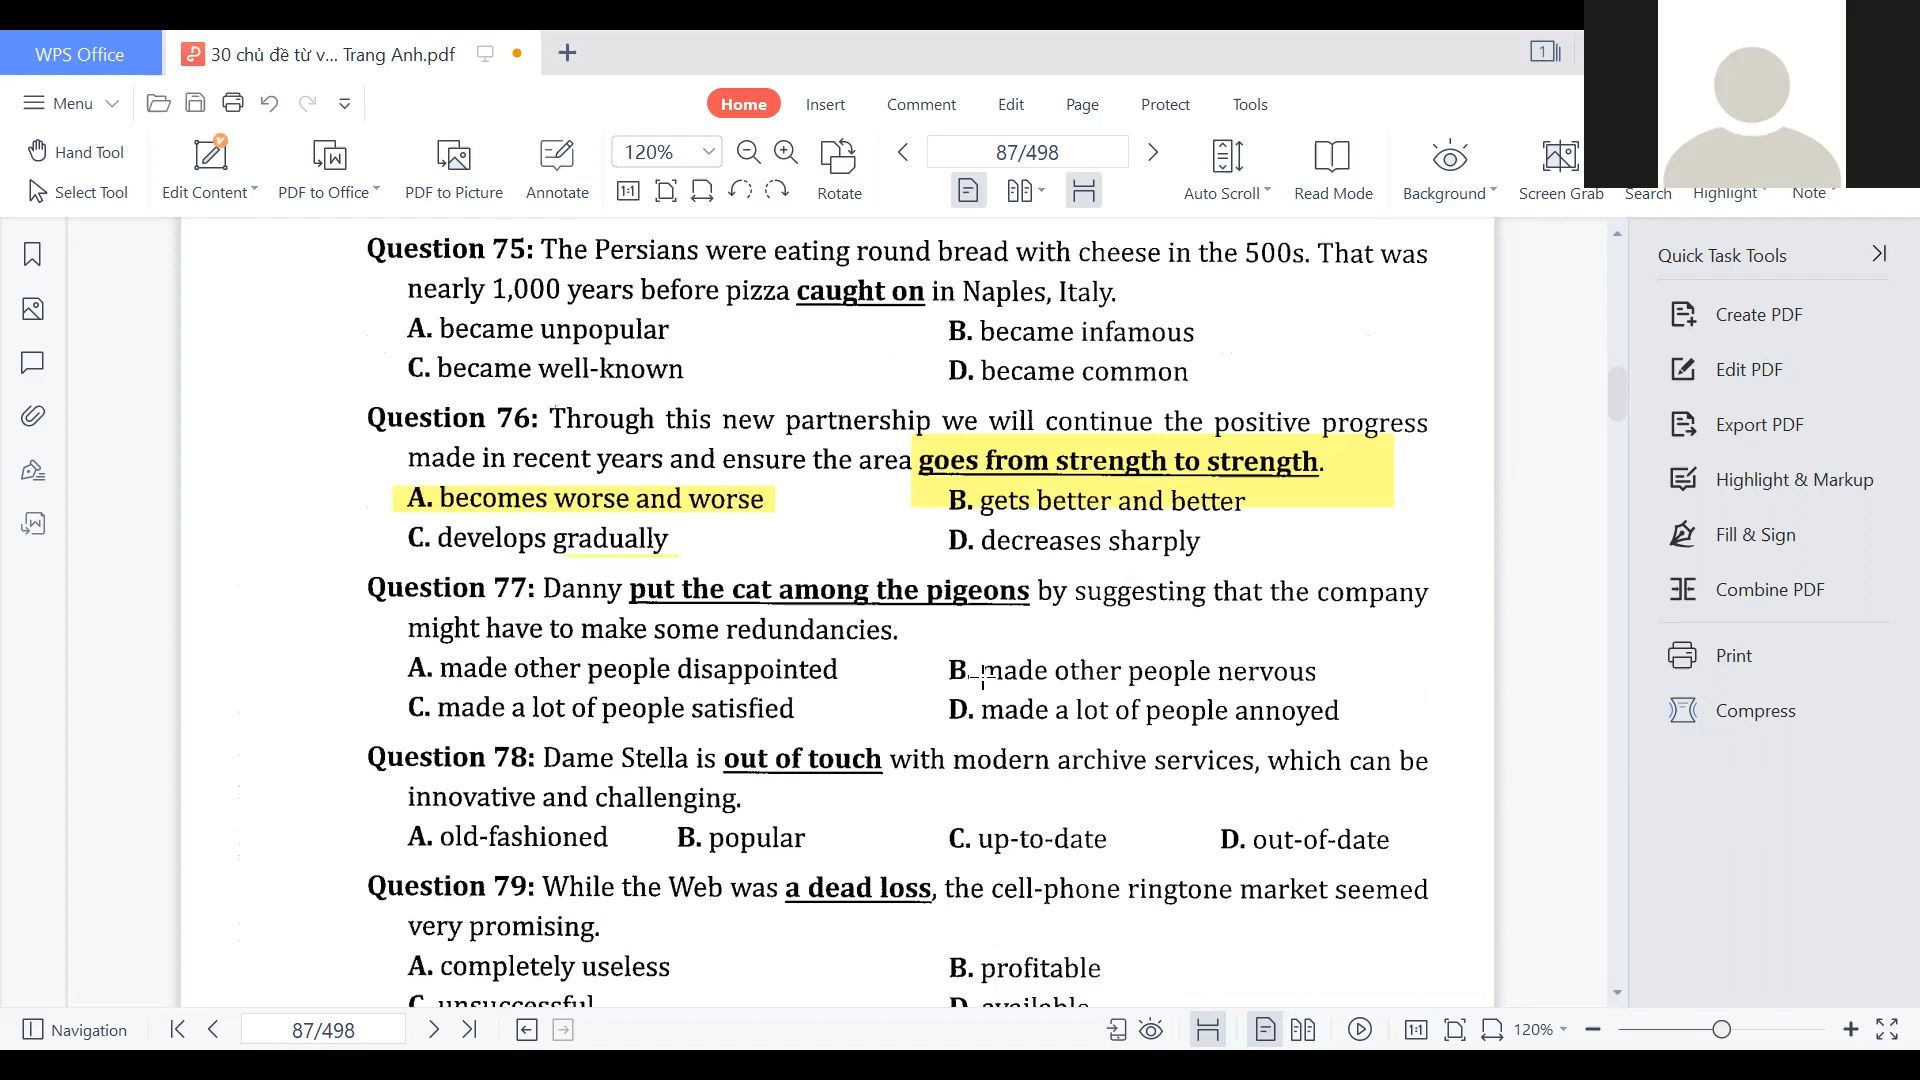 WPS Office
30 chủ đề từ v... Trang Anh.pdf
1
Menu
Home
Insert
Comment
Edit
Page
Protect
Tools
Hand Tool
Select Tool
Edit Content
PDF to Office
PDF to Picture
Annotate
120%
1:1
Rotate
87/498
Auto Scroll
Read Mode
Background
Screen Grab
Search
Highlight
Note
Question 75: The Persians were eating round bread with cheese in the 500s. That was
nearly 1,000 years before pizza caught on in Naples, Italy.
A. became unpopular B. became infamous
C. became well-known D. became common
Question 76: Through this new partnership we will continue the positive progress
made in recent years and ensure the area goes from strength to strength.
A. becomes worse and worse B. gets better and better
C. develops gradually D. decreases sharply
Question 77: Danny put the cat among the pigeons by suggesting that the company
might have to make some redundancies.
A. made other people disappointed B. made other people nervous
C. made a lot of people satisfied D. made a lot of people annoyed
Question 78: Dame Stella is out of touch with modern archive services, which can be
innovative and challenging.
A. old-fashioned B. popular C. up-to-date D. out-of-date
Question 79: While the Web was a dead loss, the cell-phone ringtone market seemed
very promising.
A. completely useless B. profitable
C. unsuccessful D. available
Quick Task Tools
Create PDF
Edit PDF
Export PDF
Highlight & Markup
Fill & Sign
Combine PDF
Print
Compress
Navigation
87/498
1:1
120%